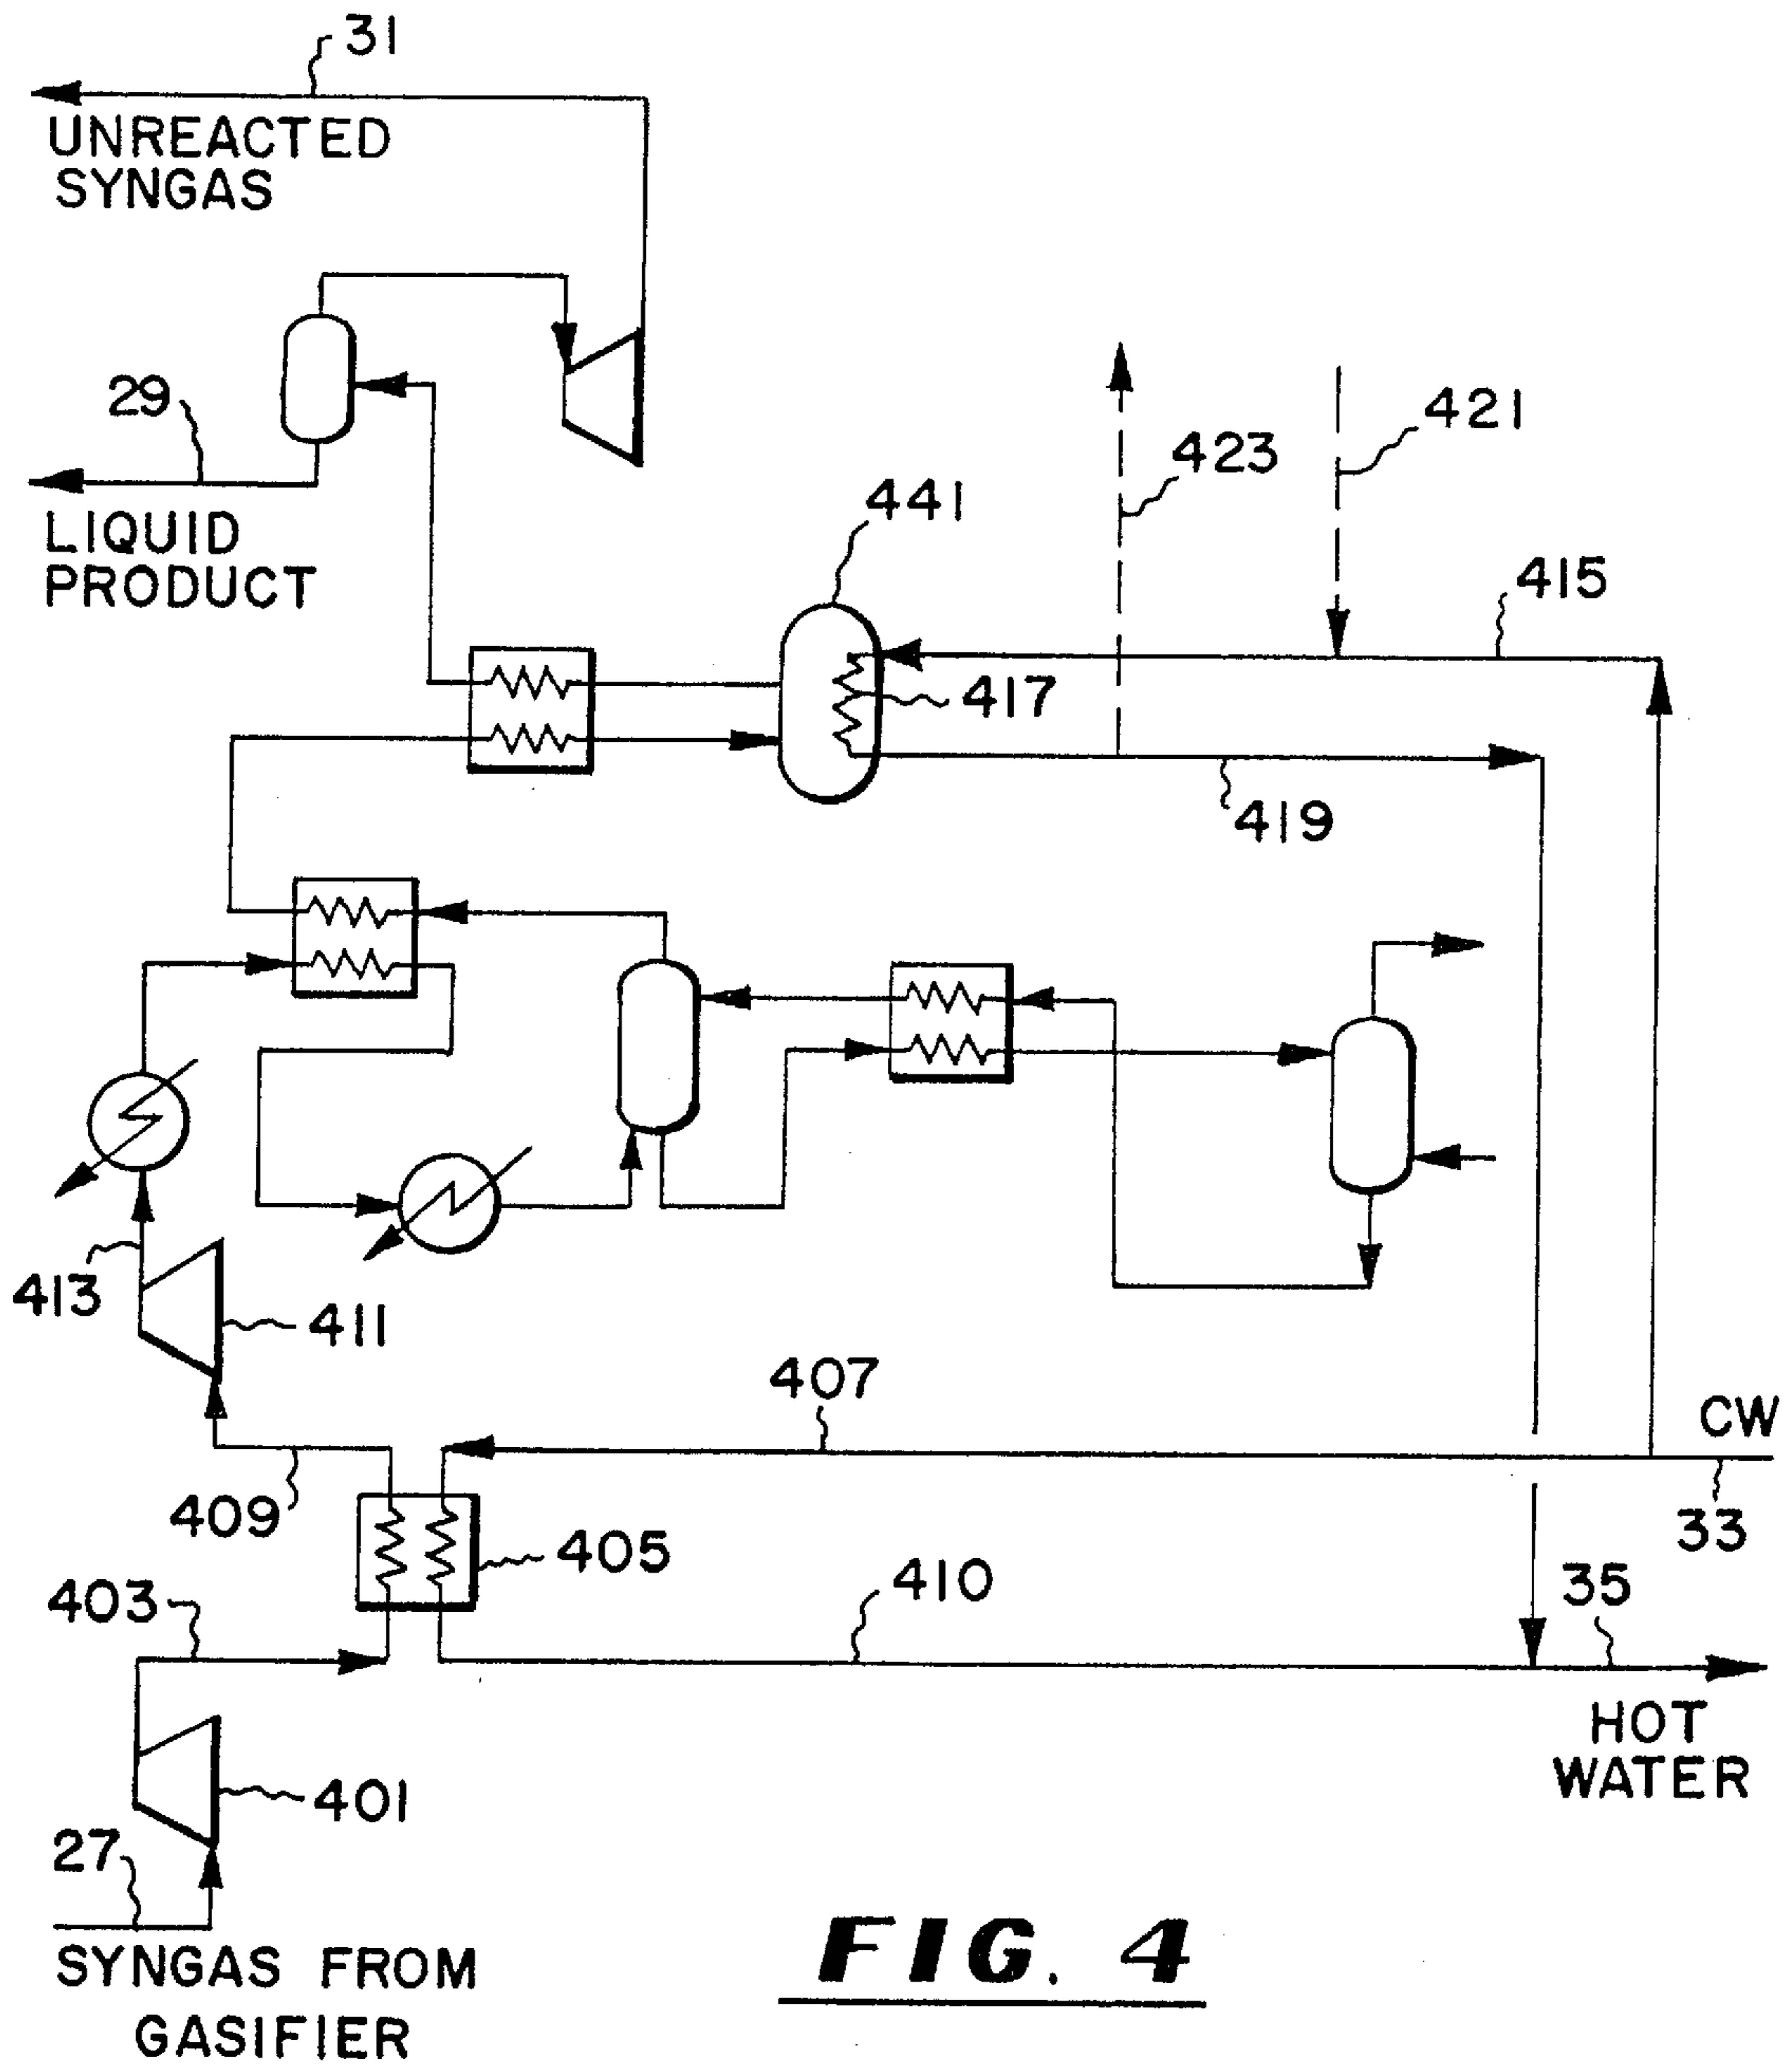 31
UNREACTED
SYNGAS
29
LIQUID
PRODUCT
441
423
421
415
417
419
413
411
407
CW
409
33
405
403
410
35
HOT
WATER
401
27
SYNGAS FROM
GASIFIER
FIG. 4